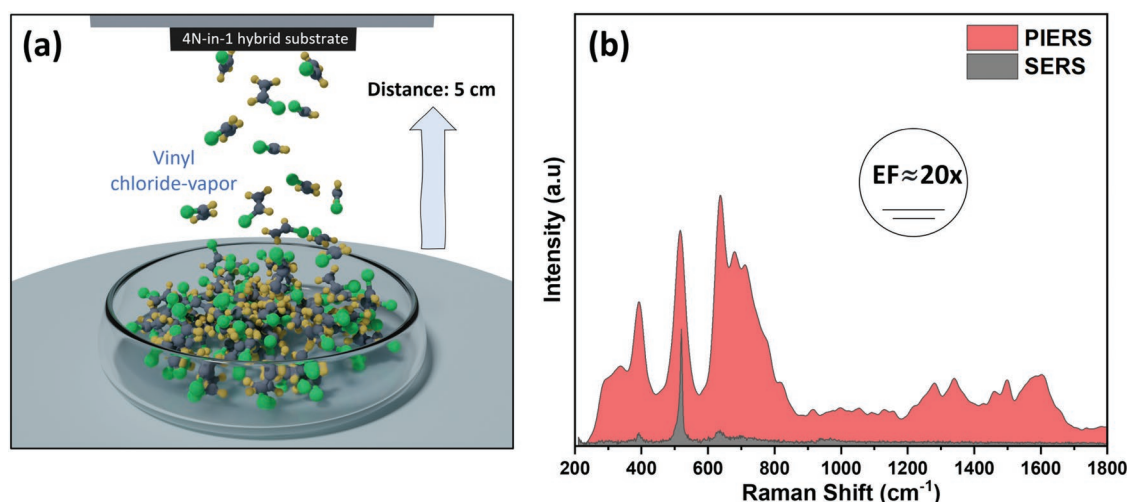 (a)
4N-in-1 hybrid substrate
Distance: 5 cm
Vinyl
chloride-vapor
(b)
PIERS
SERS
EF≈20x
Intensity (a.u)
200 400 600 800 1000 1200 1400 1600 1800
Raman Shift (cm⁻¹)